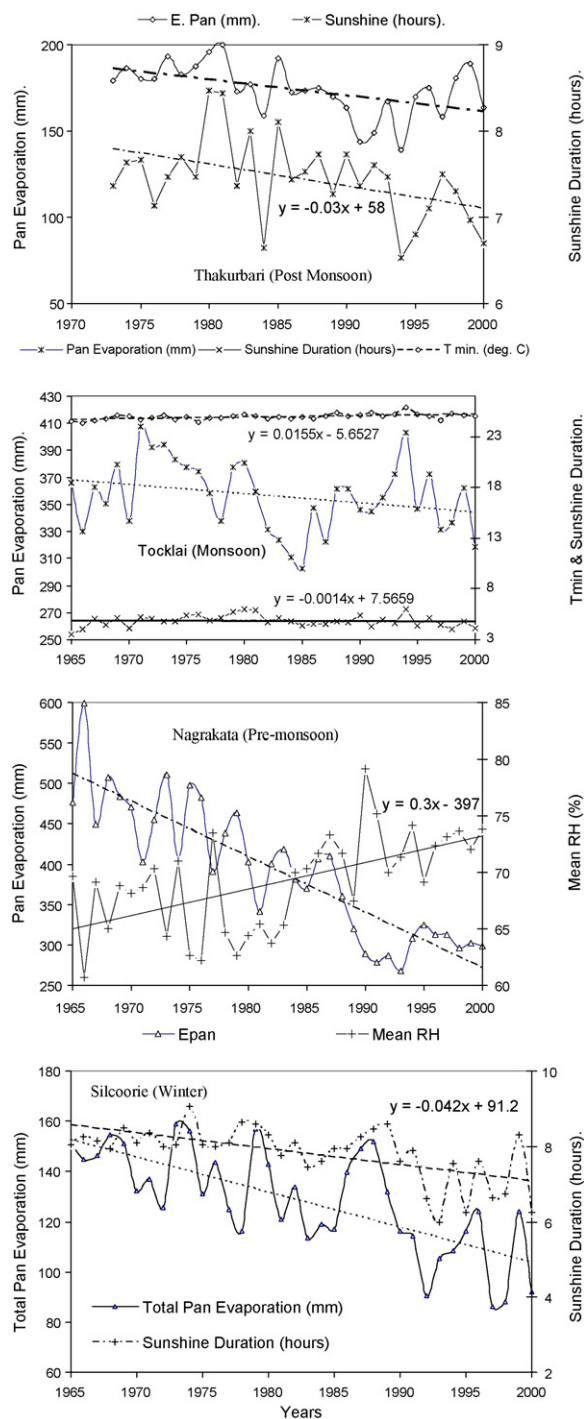 E. Pan (mm). Sunshine (hours).
200 9
150 8
100 7
50 6
Pan Evaporaiton (mm).
Sunshine Duration (hours).
y = -0.03x + 58
Thakurbari (Post Monsoon)
1970 1975 1980 1985 1990 1995 2000
Pan Evaporation (mm) Sunshine Duration (hours) T min. (deg. C)
430
410
390
370
350
330
310
290
270
250
23
18
13
8
3
Pan Evaporation (mm).
Tmin & Sunshine Duration.
y = 0.0155x - 5.6527
Tocklai (Monsoon)
y = -0.0014x + 7.5659
1965 1970 1975 1980 1985 1990 1995 2000
600 85
550
500 80
450 75
400 70
350
300 65
250 60
Pan Evaporation (mm)
Mean RH (%)
Nagrakata (Pre-monsoon)
y = 0.3x - 397
1965 1970 1975 1980 1985 1990 1995 2000
Epan Mean RH
180 10
160
140 8
120 6
100
80 4
60 2
Total Pan Evaporation (mm)
Sunshine Duration (hours).
Silcoorie (Winter)
y = -0.042x + 91.2
Total Pan Evaporation (mm)
Sunshine Duration (hours)
1965 1970 1975 1980 1985 1990 1995 2000
Years